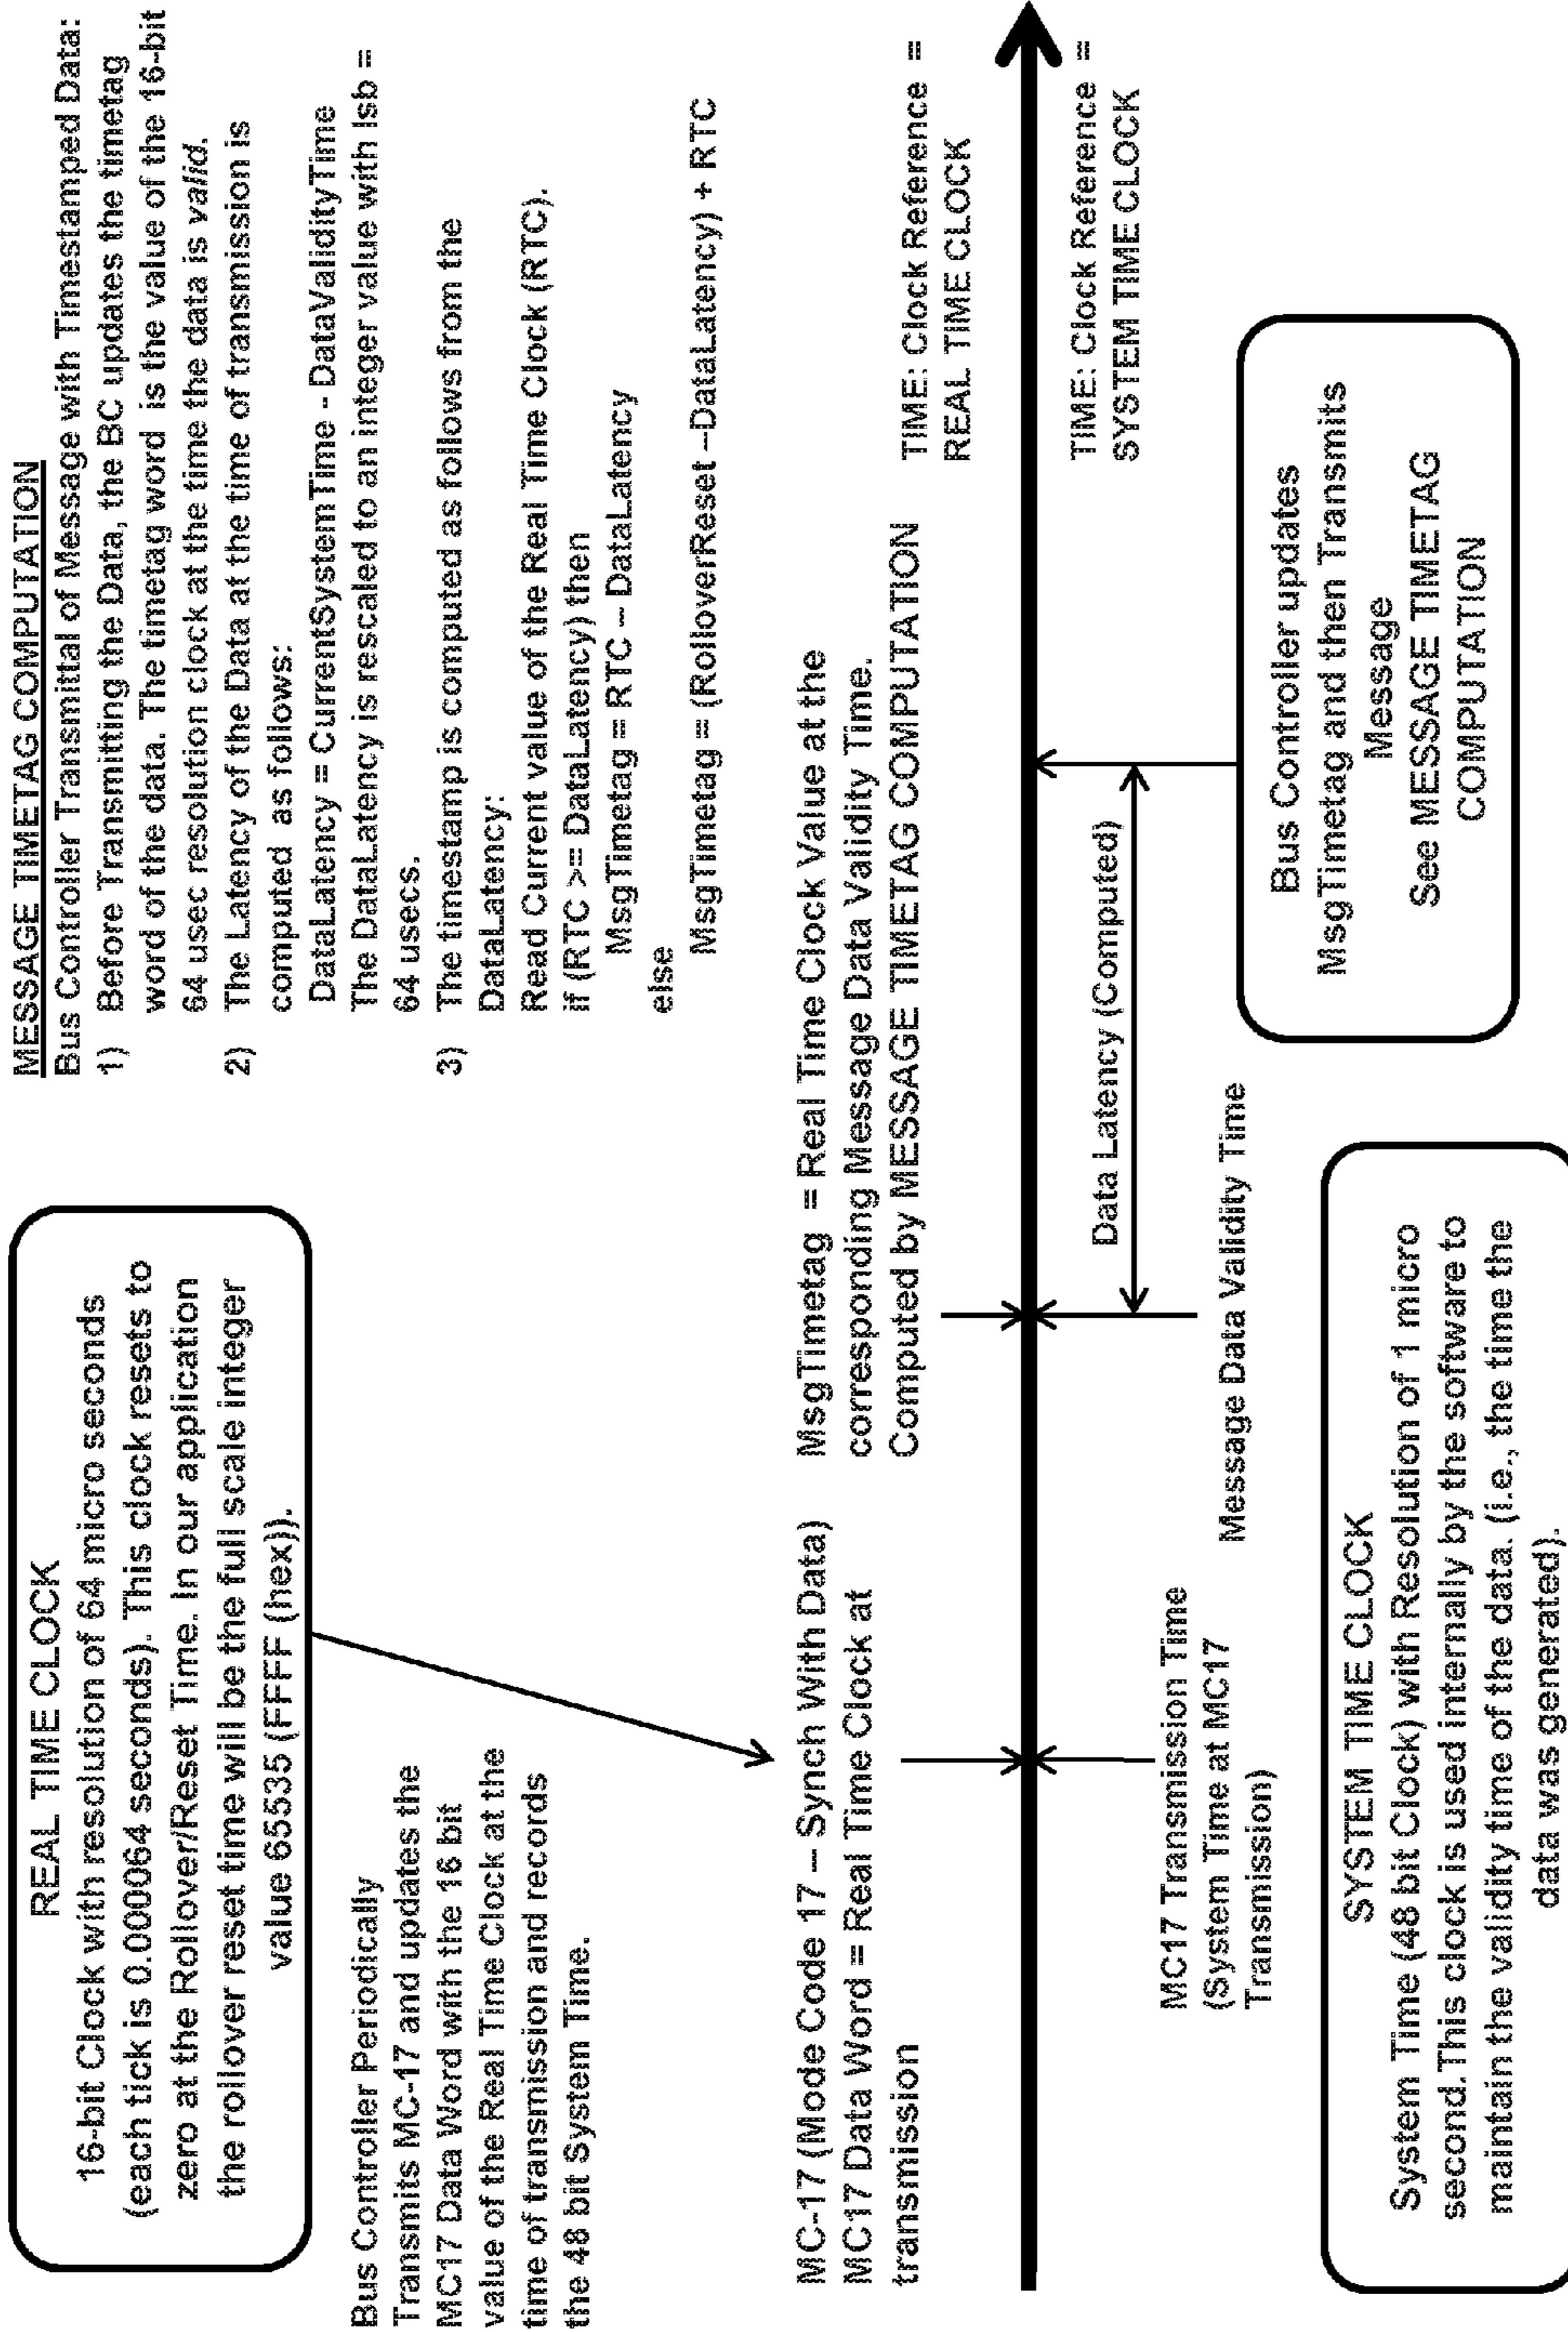 REAL TIME CLOCK
16-bit Clock with resolution of 64 micro seconds
(each tick is 0.00064 seconds). This clock resets to
zero at the Rollover/Reset Time. In our application
the rollover reset time will be the full scale integer
value 65535 (FFFF (hex)).
Bus Controller Periodically
Transmits MC-17 and updates the
MC17 Data Word with the 16 bit
value of the Real Time Clock at the
time of transmission and records
the 48 bit System Time.
MESSAGE TIMETAG COMPUTATION
Bus Controller Transmittal of Message with Timestamped Data:
1) Before Transmitting the Data, the BC updates the timetag
word of the data. The timetag word is the value of the 16-bit
64 usec resolution clock at the time the data is valid.
2) The Latency of the Data at the time of transmission is
computed as follows:
DataLatency = CurrentSystemTime - DataValidityTime
The DataLatency is rescaled to an integer value with lsb =
64 usecs.
3) The timestamp is computed as follows from the
DataLatency:
Read Current value of the Real Time Clock (RTC).
if (RTC >= DataLatency) then
MsgTimetag = RTC – DataLatency
else
MsgTimetag = (RolloverReset –DataLatency) + RTC
MC-17 (Mode Code 17 – Synch With Data)
MC17 Data Word = Real Time Clock at
transmission
MsgTimetag = Real Time Clock Value at the
corresponding Message Data Validity Time.
Computed by MESSAGE TIMETAG COMPUTATION
TIME: Clock Reference =
REAL TIME CLOCK
TIME: Clock Reference =
SYSTEM TIME CLOCK
MC17 Transmission Time
(System Time at MC17
Transmission)
Data Latency (Computed)
Message Data Validity Time
Bus Controller updates
MsgTimetag and then Transmits
Message
See MESSAGE TIMETAG
COMPUTATION
SYSTEM TIME CLOCK
System Time (48 bit Clock) with Resolution of 1 micro
second.This clock is used internally by the software to
maintain the validity time of the data. (i.e., the time the
data was generated).